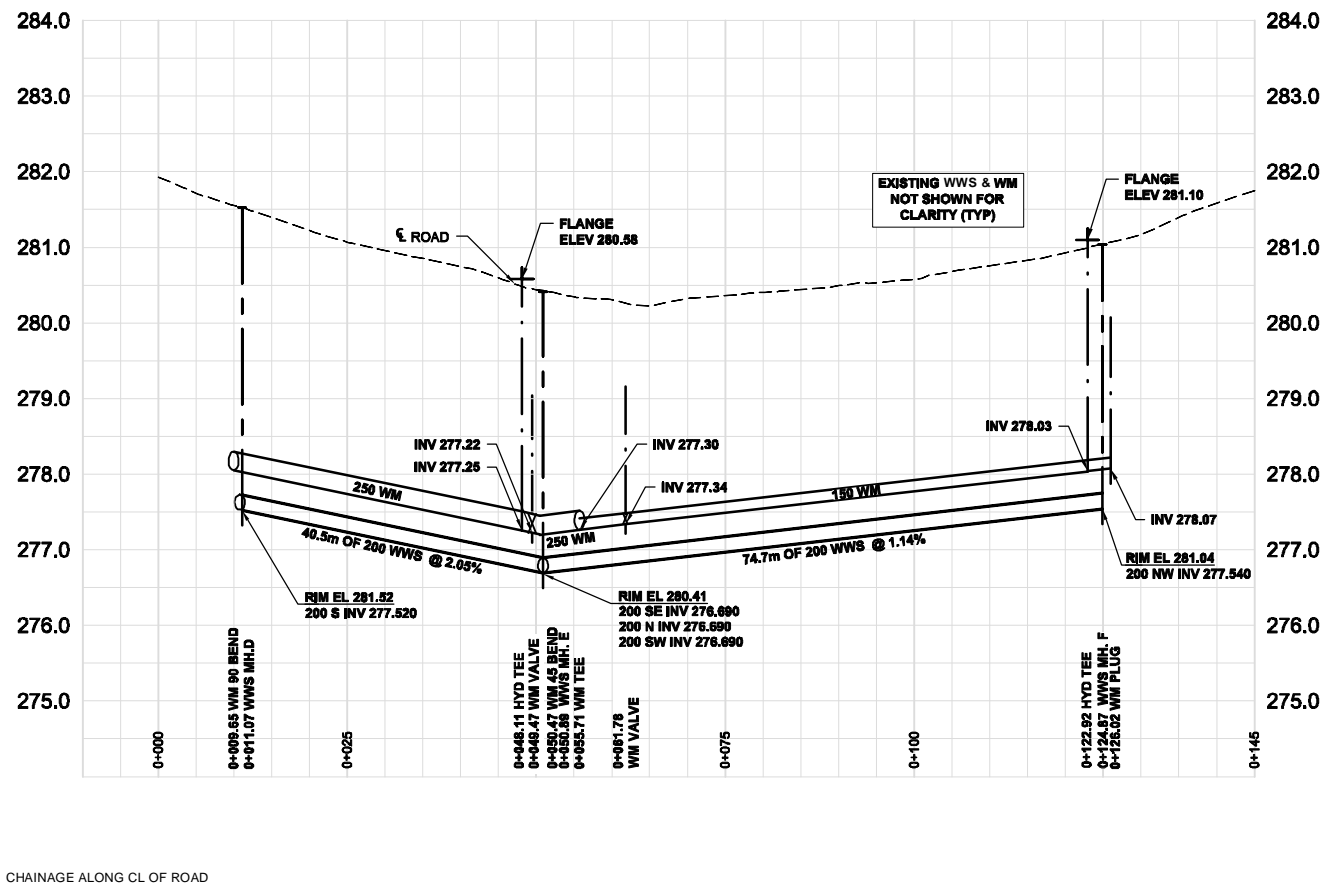 284.0
284.0
283.0
283.0
282.0
282.0
EXISTING WWS & WM
NOT SHOWN FOR
CLARITY (TYP)
FLANGE
ELEV 281.10
FLANGE
ELEV 280.58
℄ ROAD
281.0
281.0
280.0
280.0
279.0
279.0
INV 277.22
INV 277.25
INV 277.30
INV 277.34
INV 278.03
278.0
278.0
250 WM
150 WM
INV 278.07
250 WM
277.0
277.0
40.5m OF 200 WWS @ 2.05%
74.7m OF 200 WWS @ 1.14%
RIM EL 281.04
200 NW INV 277.540
RIM EL 281.52
200 S INV 277.520
RIM EL 280.41
200 SE INV 276.690
200 N INV 276.690
200 SW INV 276.690
276.0
276.0
275.0
275.0
0+000
0+009.65 WM 90 BEND
0+011.07 WWS MH.D
0+025
0+048.11 HYD TEE
0+049.47 WM VALVE
0+050.47 WM 45 BEND
0+050.89 WWS MH. E
0+055.71 WM TEE
0+061.78
WM VALVE
0+075
0+100
0+122.92 HYD TEE
0+124.87 WWS MH. F
0+126.02 WM PLUG
0+145
CHAINAGE ALONG CL OF ROAD